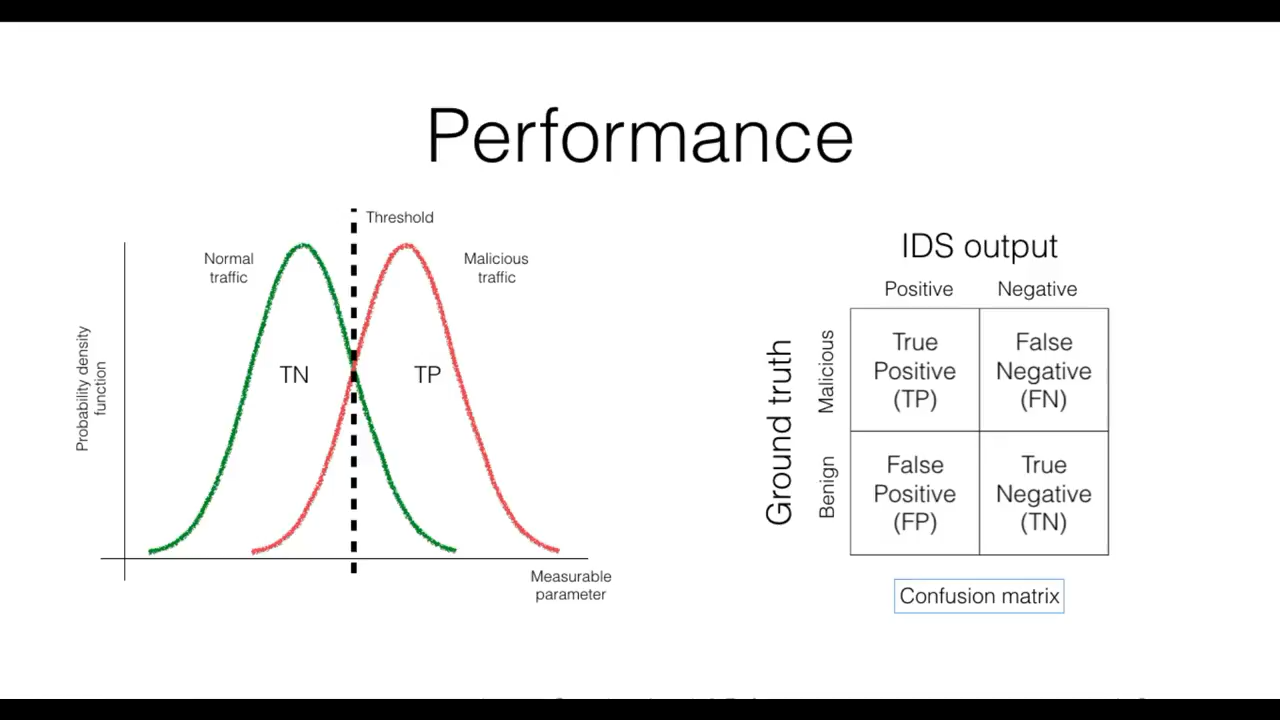 Performance
Threshold
Normal
traffic
Malicious
traffic
Probability density
function
TN
TP
Measurable
parameter
IDS output
Positive
Negative
Ground truth
Malicious
Benign
True
Positive
(TP)
False
Negative
(FN)
False
Positive
(FP)
True
Negative
(TN)
Confusion matrix